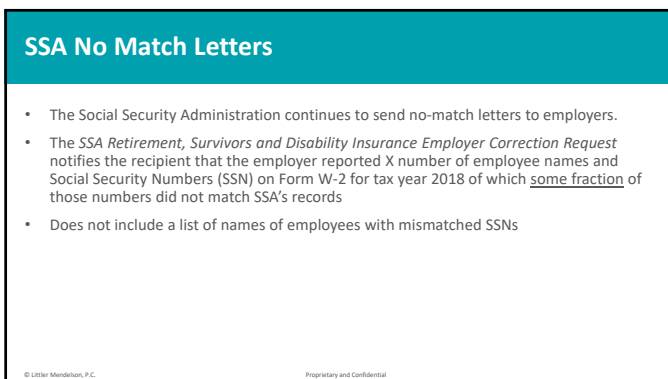 SSA No Match Letters
• The Social Security Administration continues to send no-match letters to employers.
• The SSA Retirement, Survivors and Disability Insurance Employer Correction Request
notifies the recipient that the employer reported X number of employee names and
Social Security Numbers (SSN) on Form W-2 for tax year 2018 of which some fraction of
those numbers did not match SSA's records
• Does not include a list of names of employees with mismatched SSNs
© Littler Mendelson, P.C. Proprietary and Confidential